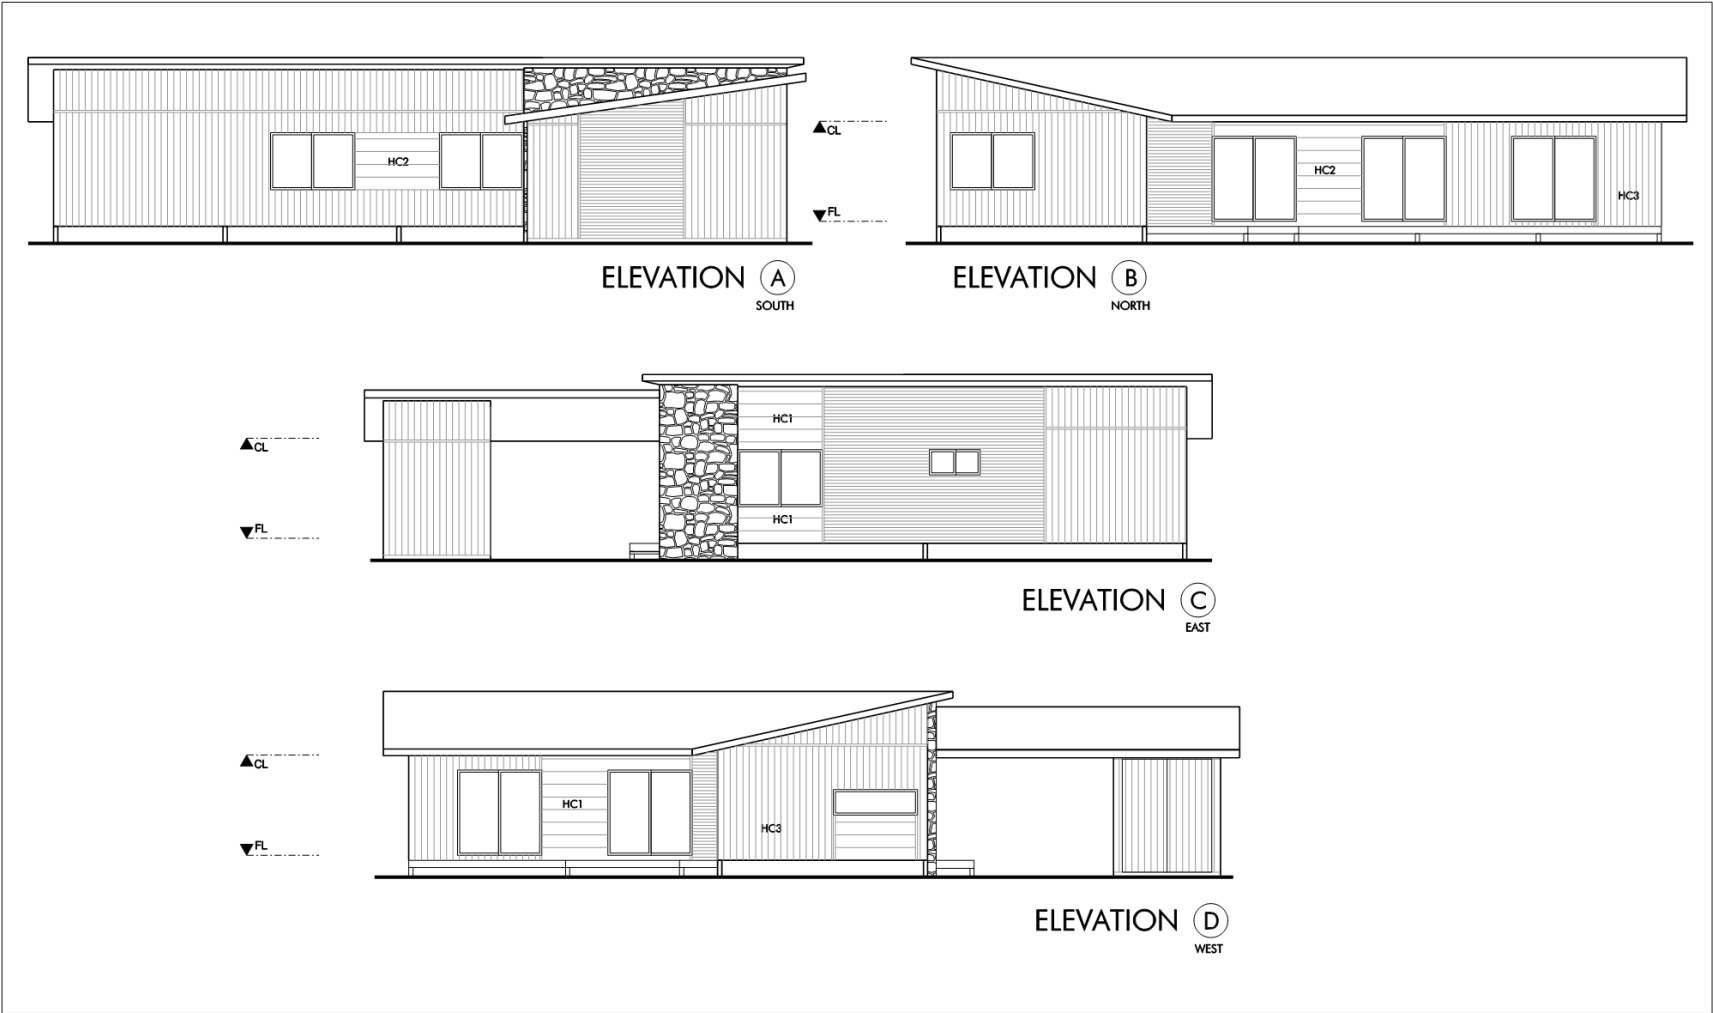 HC2
CL
FL
HC2
HC3
ELEVATION A
SOUTH
ELEVATION B
NORTH
HC1
CL
FL
HC1
ELEVATION C
EAST
CL
HC1
HC3
FL
ELEVATION D
WEST